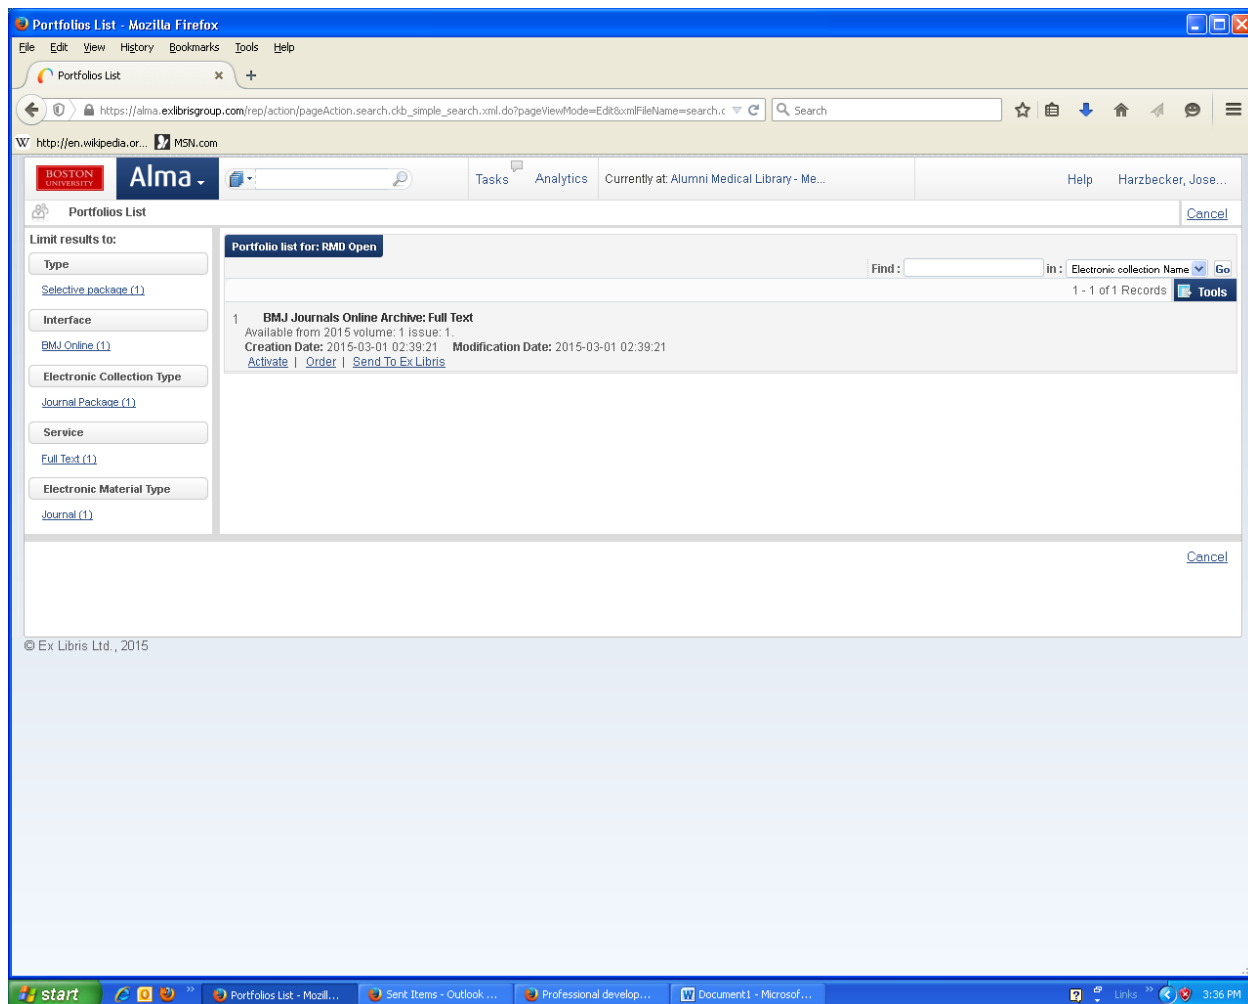 Portfolios List - Mozilla Firefox
File Edit View History Bookmarks Tools Help
Portfolios List × +
https://alma.exlibrisgroup.com/rep/action/pageAction.search.ckb_simple_search.xml.do?pageViewMode=Edit&xmlFileName=search.c Search
W http://en.wikipedia.or... MSN.com
BOSTON UNIVERSITY Alma Tasks Analytics Currently at: Alumni Medical Library - Me... Help Harzbecker, Jose...
Portfolios List Cancel
Limit results to:
Type
Selective package (1)
Interface
BMJ Online (1)
Electronic Collection Type
Journal Package (1)
Service
Full Text (1)
Electronic Material Type
Journal (1)
Portfolio list for: RMD Open
Find : in : Electronic collection Name Go
1 - 1 of 1 Records Tools
1 BMJ Journals Online Archive: Full Text
Available from 2015 volume: 1 issue: 1.
Creation Date: 2015-03-01 02:39:21 Modification Date: 2015-03-01 02:39:21
Activate | Order | Send To Ex Libris
Cancel
© Ex Libris Ltd., 2015
start Portfolios List - Mozill... Sent Items - Outlook ... Professional develop... Document1 - Microsof... Links 3:36 PM